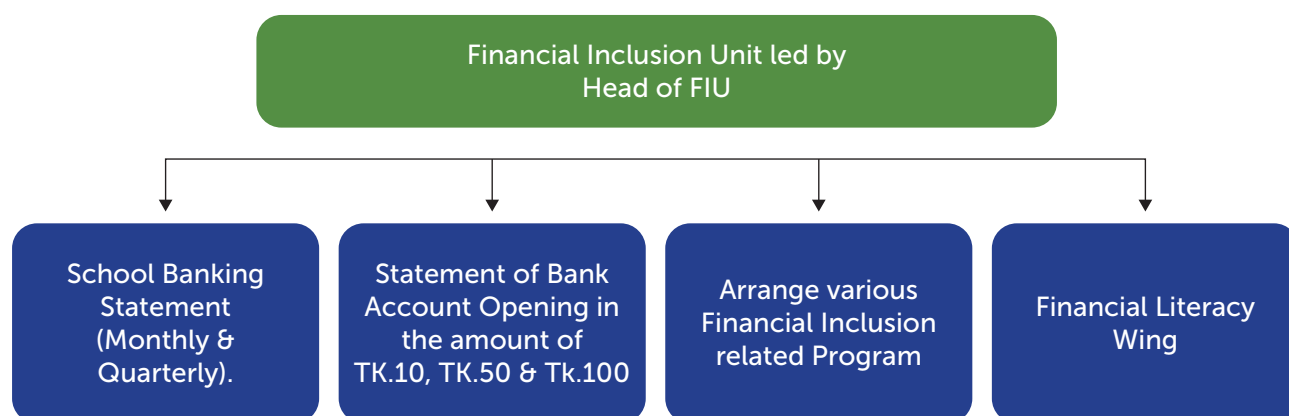 Financial Inclusion Unit led by
Head of FIU
School Banking
Statement
(Monthly &
Quarterly).
Statement of Bank
Account Opening in
the amount of
TK.10, TK.50 & Tk.100
Arrange various
Financial Inclusion
related Program
Financial Literacy
Wing